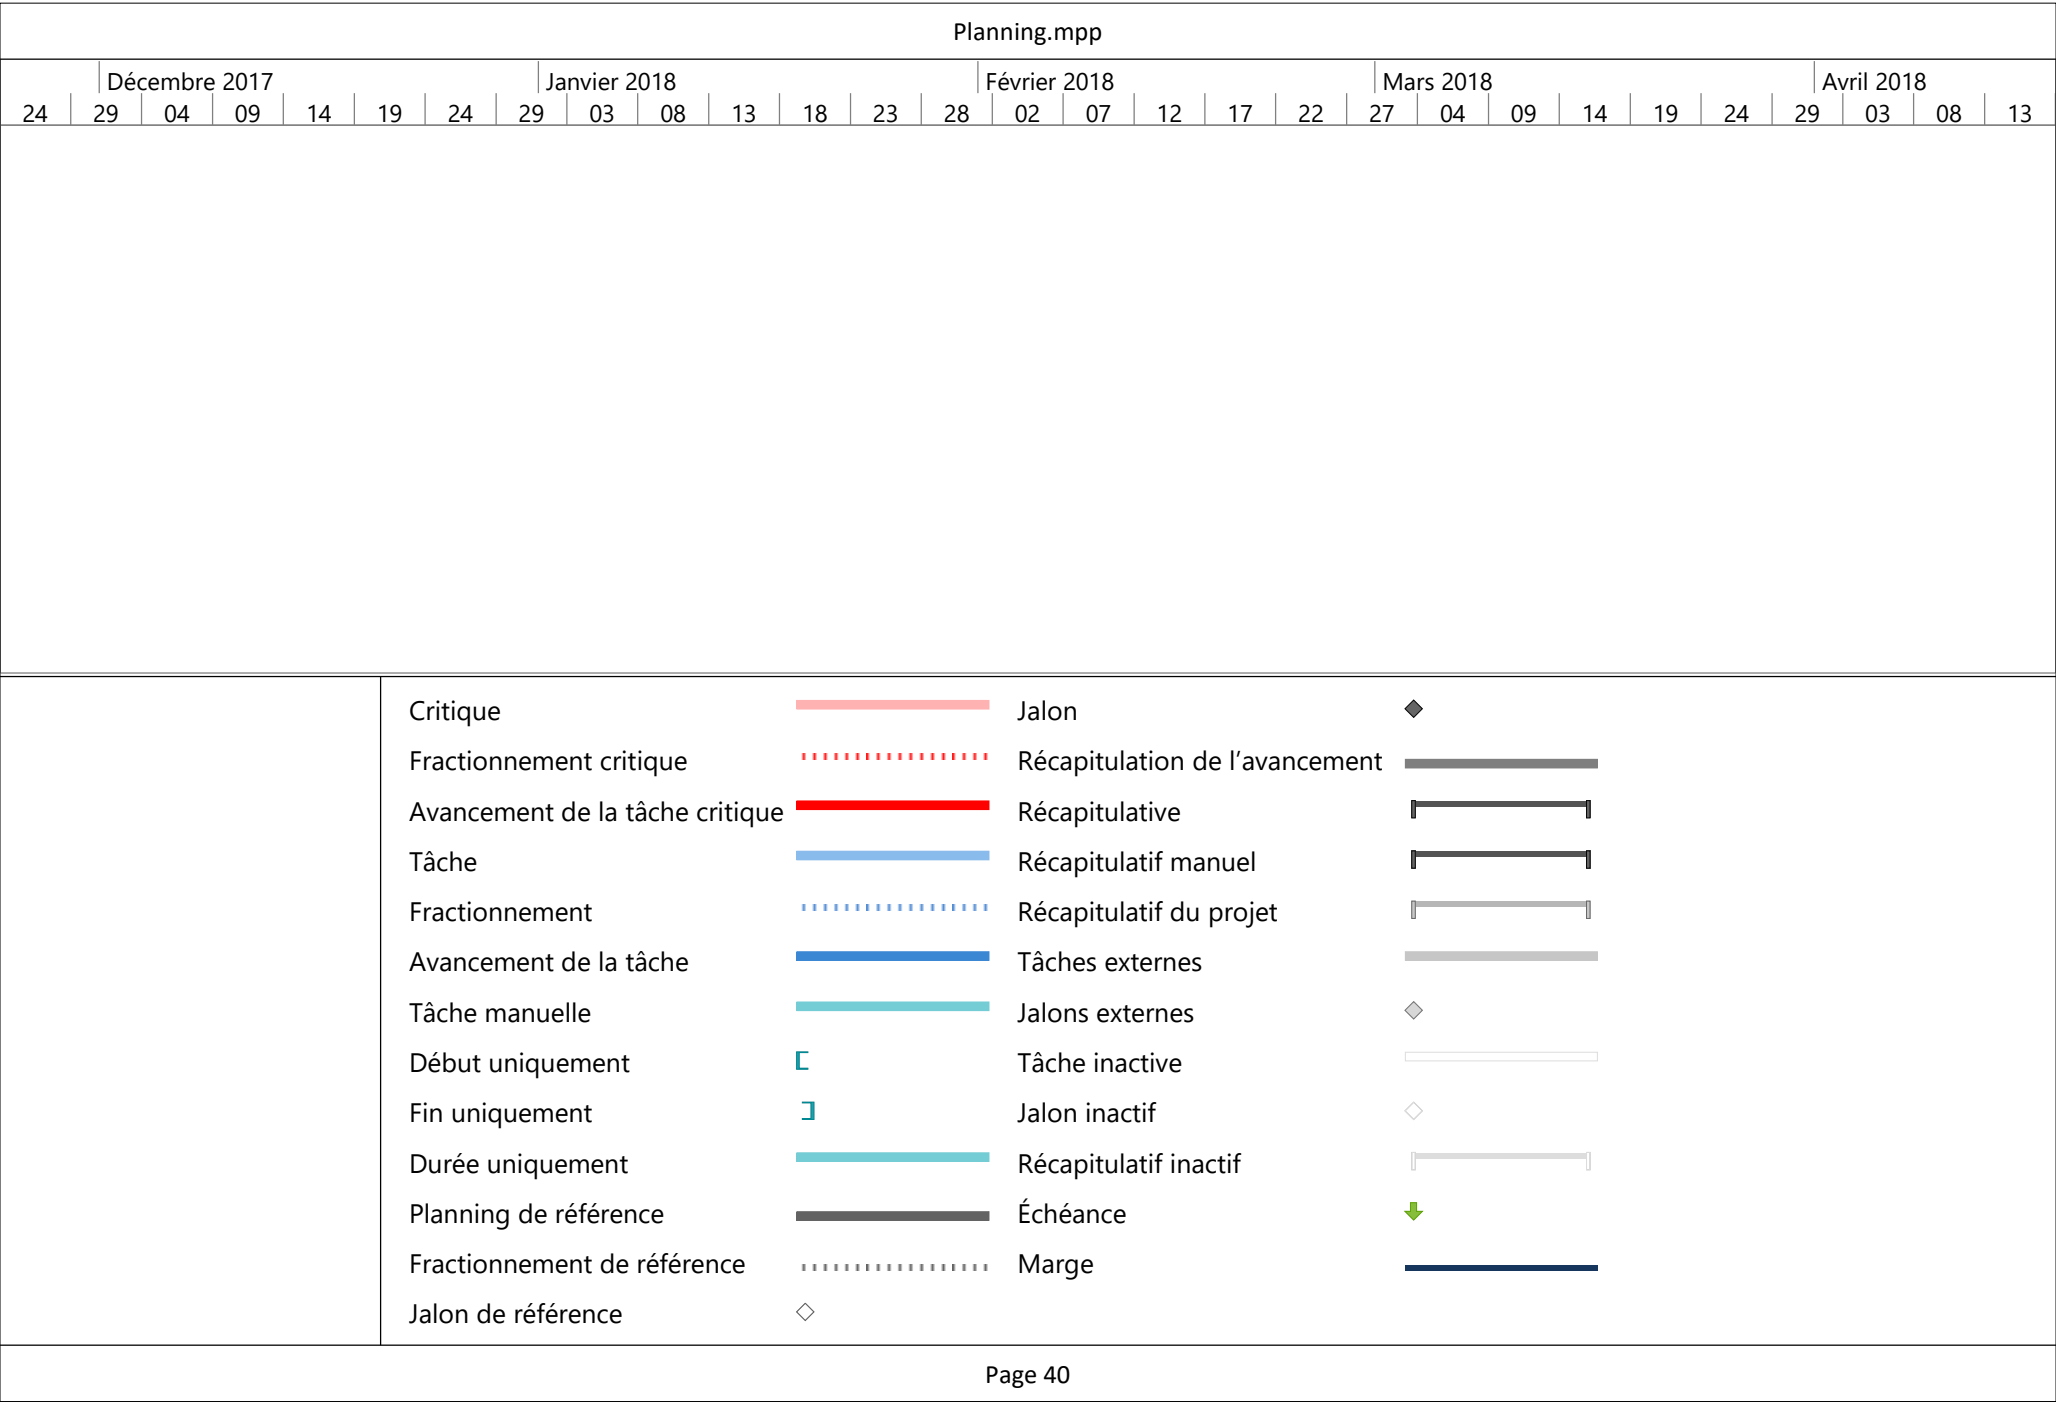 Planning.mpp
Décembre 2017 Janvier 2018 Février 2018 Mars 2018 Avril 2018
24 29 04 09 14 19 24 29 03 08 13 18 23 28 02 07 12 17 22 27 04 09 14 19 24 29 03 08 13
Critique
Fractionnement critique
Avancement de la tâche critique
Tâche
Fractionnement
Avancement de la tâche
Tâche manuelle
Début uniquement
Fin uniquement
Durée uniquement
Planning de référence
Fractionnement de référence
Jalon de référence
Jalon
Récapitulation de l’avancement
Récapitulative
Récapitulatif manuel
Récapitulatif du projet
Tâches externes
Jalons externes
Tâche inactive
Jalon inactif
Récapitulatif inactif
Échéance
Marge
Page 40